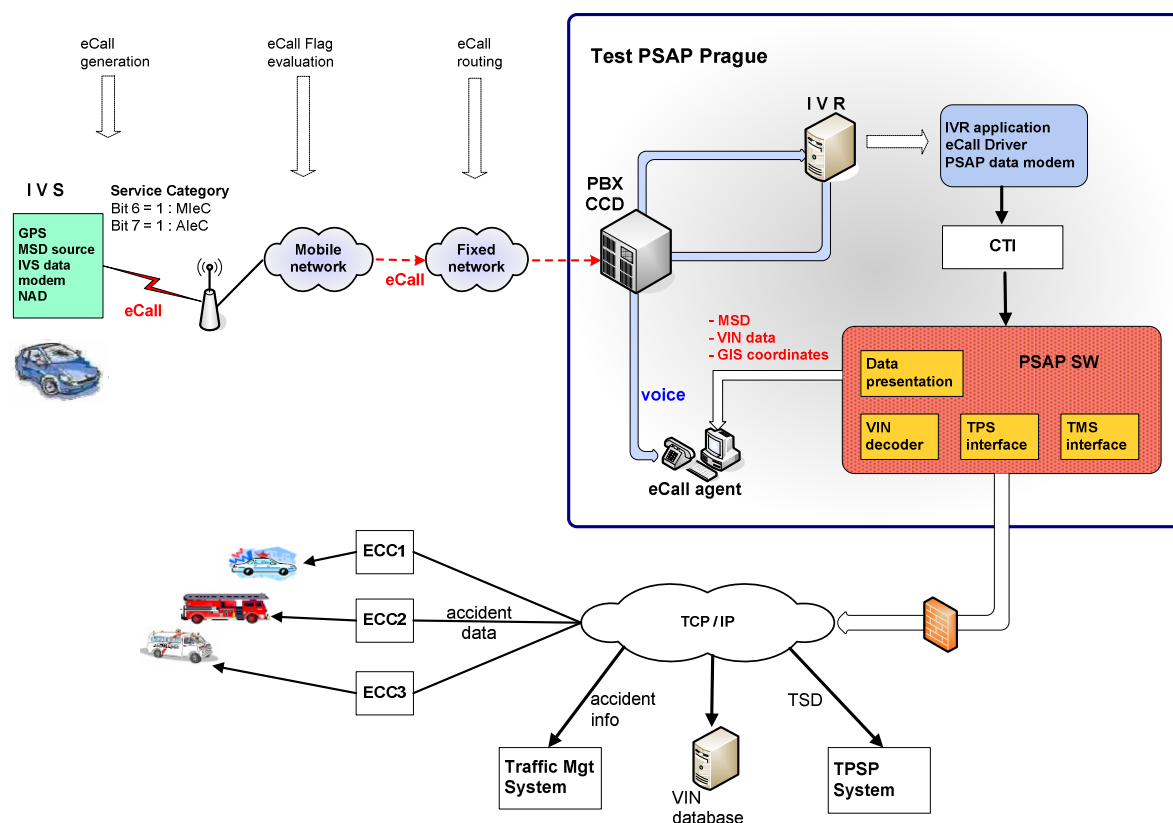 eCall
generation
eCall Flag
evaluation
eCall
routing
Test PSAP Prague
I V R
IVR application
eCall Driver
PSAP data modem
PBX
CCD
I V S
Service Category
Bit 6 = 1 : MIeC
Bit 7 = 1 : AIeC
GPS
MSD source
IVS data
modem
NAD
eCall
Mobile
network
eCall
Fixed
network
CTI
- MSD
- VIN data
- GIS coordinates
PSAP SW
Data
presentation
VIN
decoder
TPS
interface
TMS
interface
voice
eCall agent
ECC1
ECC2
ECC3
accident
data
TCP / IP
accident
info
TSD
Traffic Mgt
System
VIN
database
TPSP
System